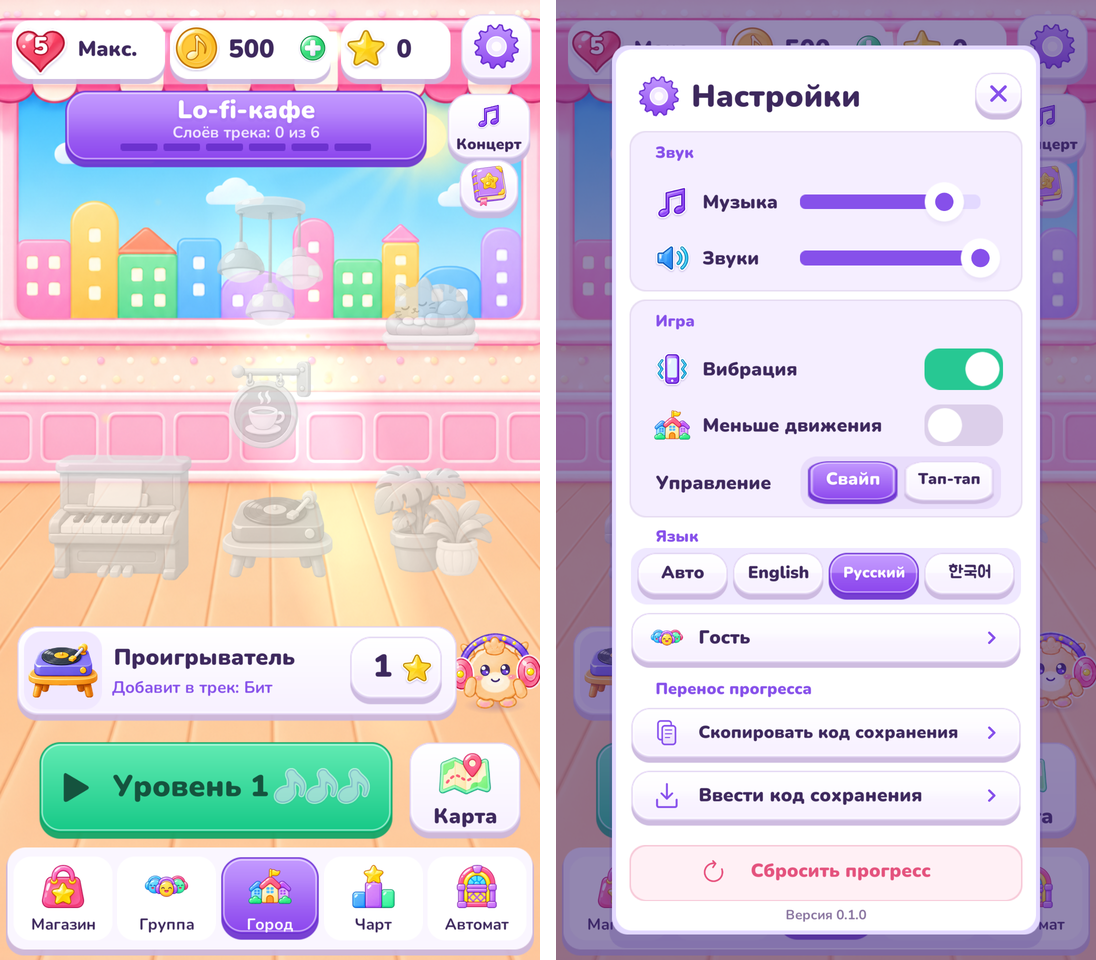 5 Макс. 500 0
Lo-fi-кафе
Слоёв трека: 0 из 6
Концерт
Проигрыватель
Добавит в трек: Бит
1
Уровень 1
Карта
Магазин Группа Город Чарт Автомат
5 500 0
Настройки
Звук
Музыка
Звуки
Игра
Вибрация
Меньше движения
Управление Свайп Тап-тап
Язык
Авто English Русский 한국어
Гость
Перенос прогресса
Скопировать код сохранения
Ввести код сохранения
Сбросить прогресс
Версия 0.1.0